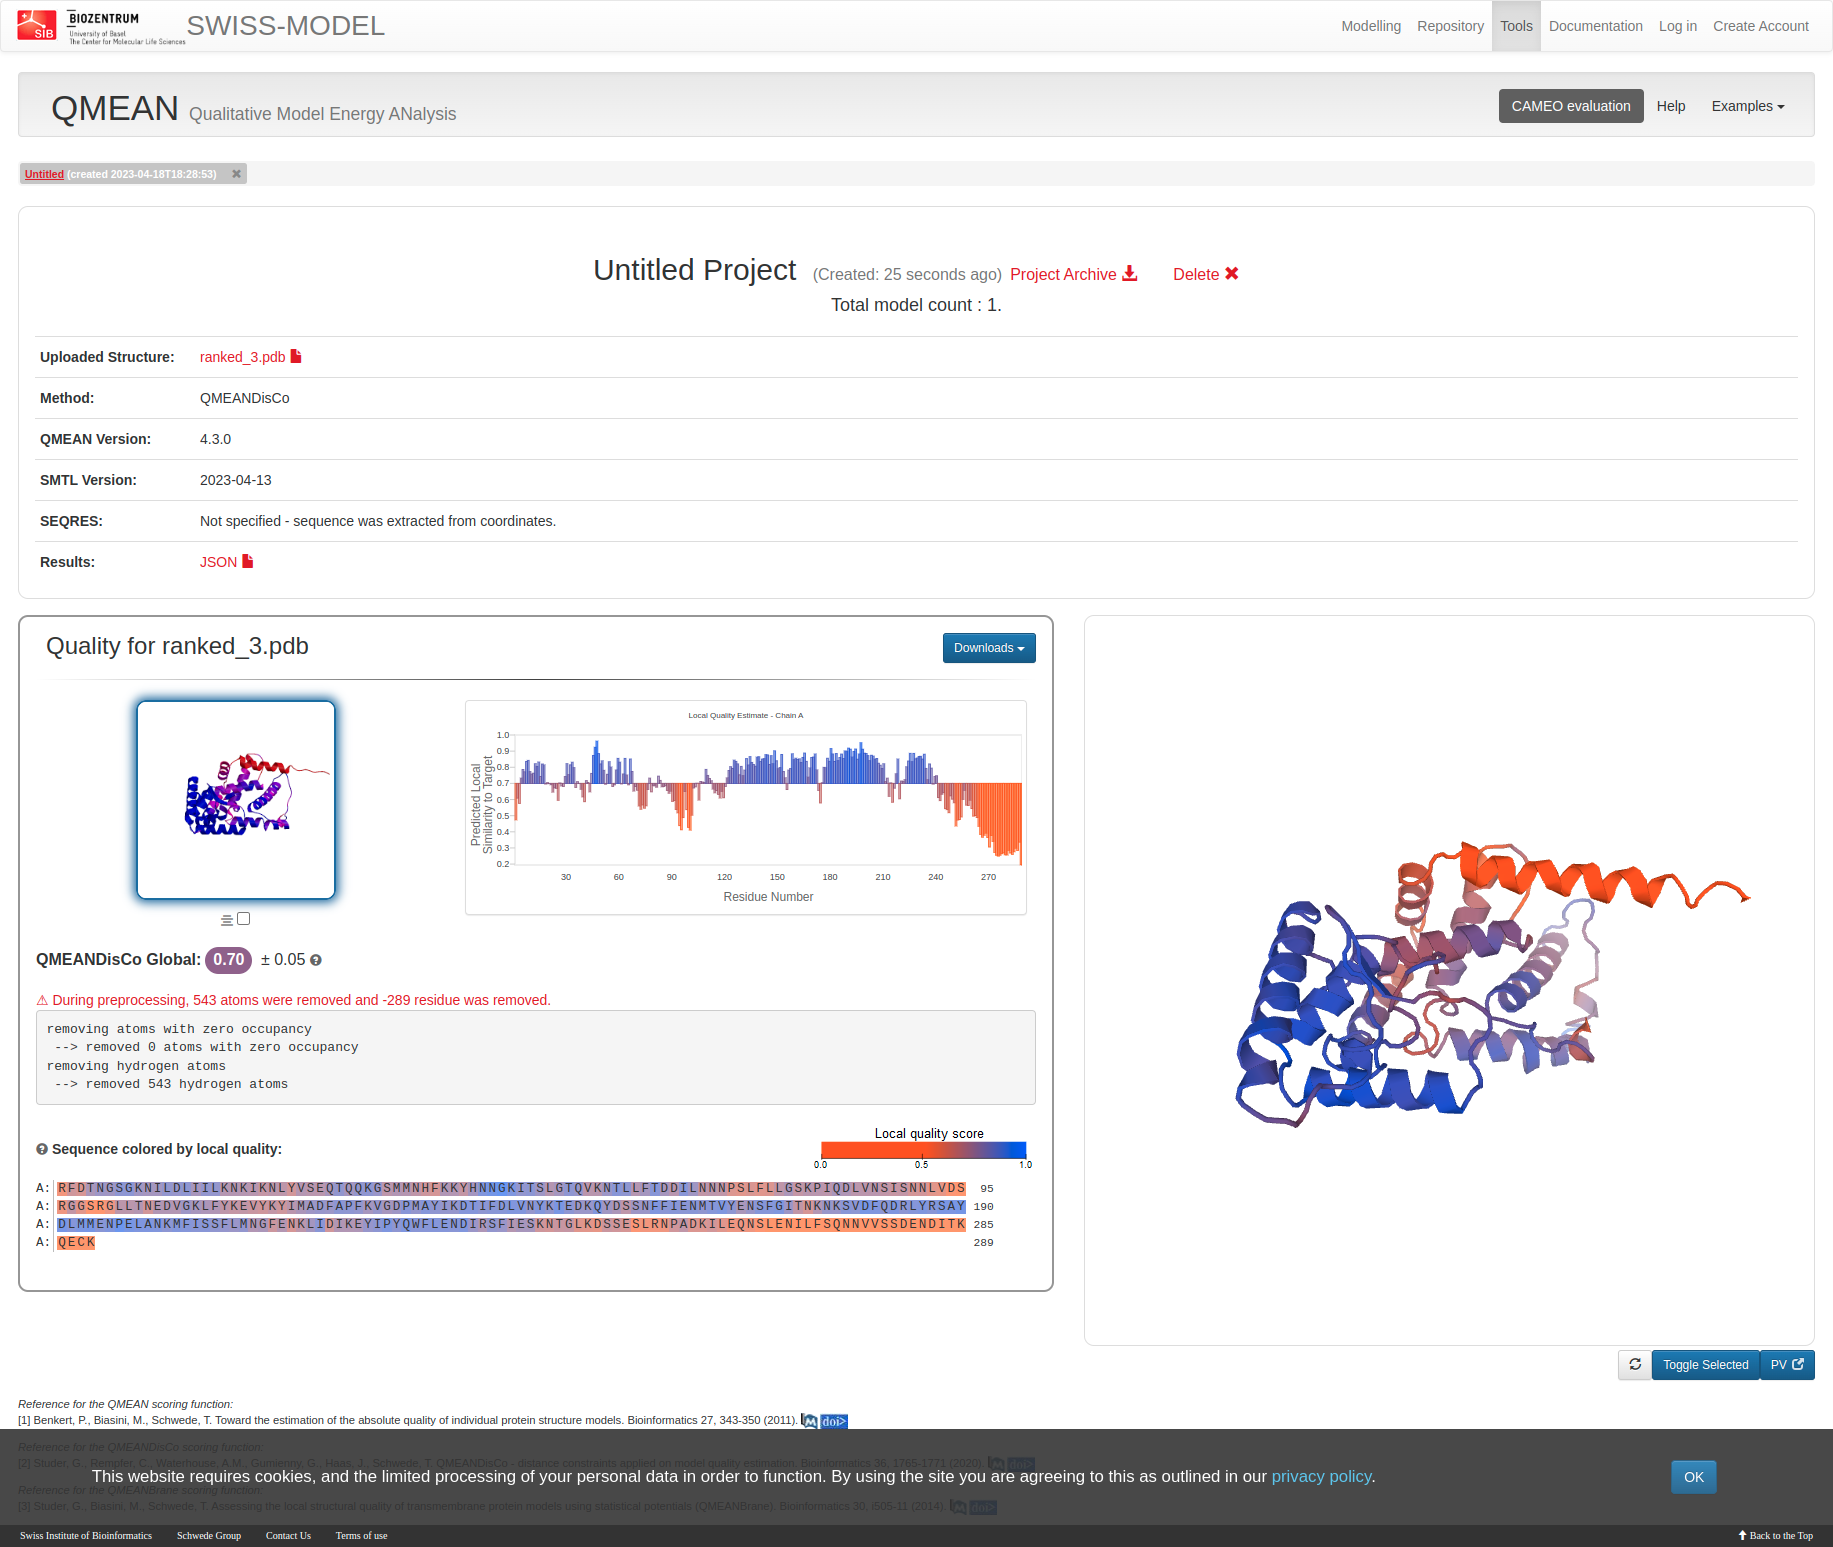 SIB
BIOZENTRUM
University of Basel
The Center for Molecular Life Sciences
SWISS-MODEL
Modelling Repository Tools Documentation Log in Create Account
QMEAN Qualitative Model Energy ANalysis
CAMEO evaluation Help Examples
Untitled (created 2023-04-18T18:28:53) ✖
Untitled Project (Created: 25 seconds ago) Project Archive Delete ✖
Total model count : 1.
Uploaded Structure: ranked_3.pdb
Method: QMEANDisCo
QMEAN Version: 4.3.0
SMTL Version: 2023-04-13
SEQRES: Not specified - sequence was extracted from coordinates.
Results: JSON
Quality for ranked_3.pdb
Downloads
Local Quality Estimate - Chain A
Predicted Local
Similarity to Target
1.0
0.9
0.8
0.7
0.6
0.5
0.4
0.3
0.2
30 60 90 120 150 180 210 240 270
Residue Number
QMEANDisCo Global: 0.70 ± 0.05 ?
⚠ During preprocessing, 543 atoms were removed and -289 residue was removed.
removing atoms with zero occupancy
--> removed 0 atoms with zero occupancy
removing hydrogen atoms
--> removed 543 hydrogen atoms
? Sequence colored by local quality:
Local quality score
0.0 0.5 1.0
A: RFDTNGSGKNILDLIILKNKIKNLYVSEQTQQKGSMMNHFKKYHNNGKITSLGTQVKNTLLFTDDILNNNPSLFLLGSKPIQDLVNSISNNLVDS 95
A: RGGSRGLLTNEDVGKLFYKEVYKYIMADFAPFKVGDPMAYIKDTIFDLVNYKTEDKQYDSSNFFIENMTVYENSFGITNKNKSVDFQDRLYRSAY 190
A: DLMMENPELANKMFISSFLMNGFENKLIDIKEYIPYQWFLENDIRSFIESKNTGLKDSSESLRNPADKILEQNSLENILFSQNNVVSSDENDITK 285
A: QECK 289
Toggle Selected PV
Reference for the QMEAN scoring function:
[1] Benkert, P., Biasini, M., Schwede, T. Toward the estimation of the absolute quality of individual protein structure models. Bioinformatics 27, 343-350 (2011). M doi>
Reference for the QMEANDisCo scoring function:
[2] Studer, G., Rempfer, C., Waterhouse, A.M., Gumienny, G., Haas, J., Schwede, T. QMEANDisCo - distance constraints applied on model quality estimation. Bioinformatics 36, 1765-1771 (2020). M doi>
This website requires cookies, and the limited processing of your personal data in order to function. By using the site you are agreeing to this as outlined in our privacy policy.
OK
Reference for the QMEANBrane scoring function:
[3] Studer, G., Biasini, M., Schwede, T. Assessing the local structural quality of transmembrane protein models using statistical potentials (QMEANBrane). Bioinformatics 30, i505-11 (2014). M doi>
Swiss Institute of Bioinformatics Schwede Group Contact Us Terms of use
Back to the Top